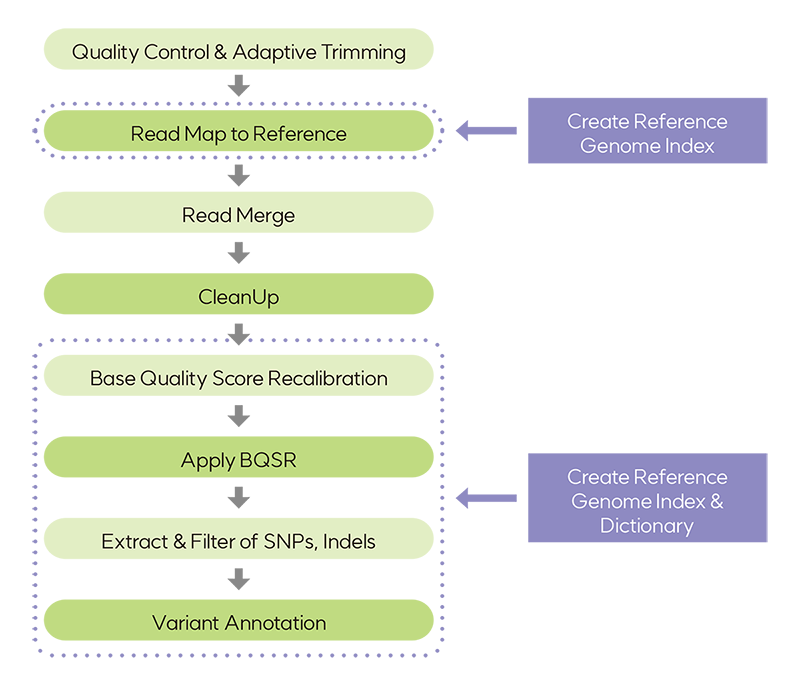 Quality Control & Adaptive Trimming
Read Map to Reference
Create Reference
Genome Index
Read Merge
CleanUp
Base Quality Score Recalibration
Apply BQSR
Extract & Filter of SNPs, Indels
Variant Annotation
Create Reference
Genome Index &
Dictionary